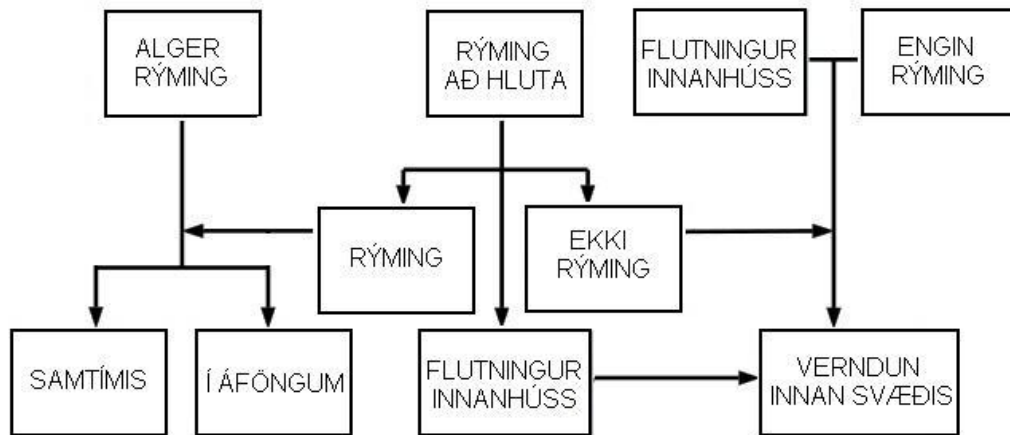 ALGER
RÝMING
RÝMING
AÐ HLUTA
FLUTNINGUR
INNANHÚSS
ENGIN
RÝMING
RÝMING
EKKI
RÝMING
SAMTÍMIS
Í ÁFÖNGUM
FLUTNINGUR
INNANHÚSS
VERNDUN
INNAN SVÆÐIS